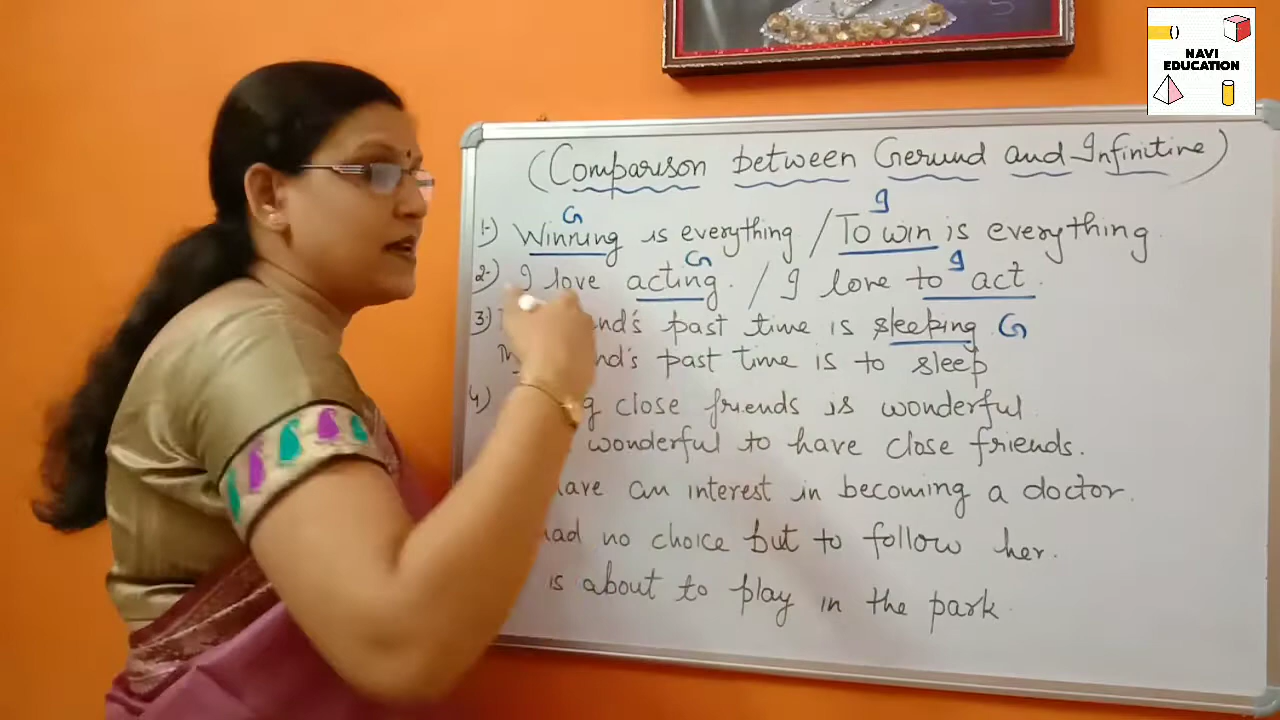 NAVI
EDUCATION
(Comparison between Gerund and Infinitive)
G I
1) Winning is everything / To win is everything
G I
2) I love acting. / I love to act.
3) past time is sleeping G
past time is to sleep
4) close friends is wonderful
wonderful to have close friends.
have an interest in becoming a doctor.
had no choice but to follow her.
is about to play in the park.